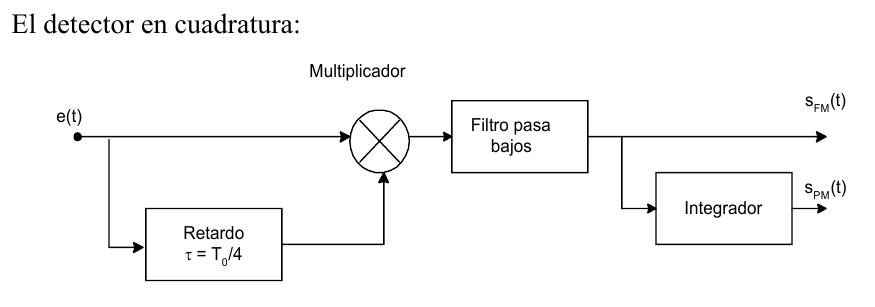 El detector en cuadratura:
Multiplicador
e(t)
Filtro pasa
bajos
s_FM(t)
Retardo
τ = T_0/4
Integrador
s_PM(t)